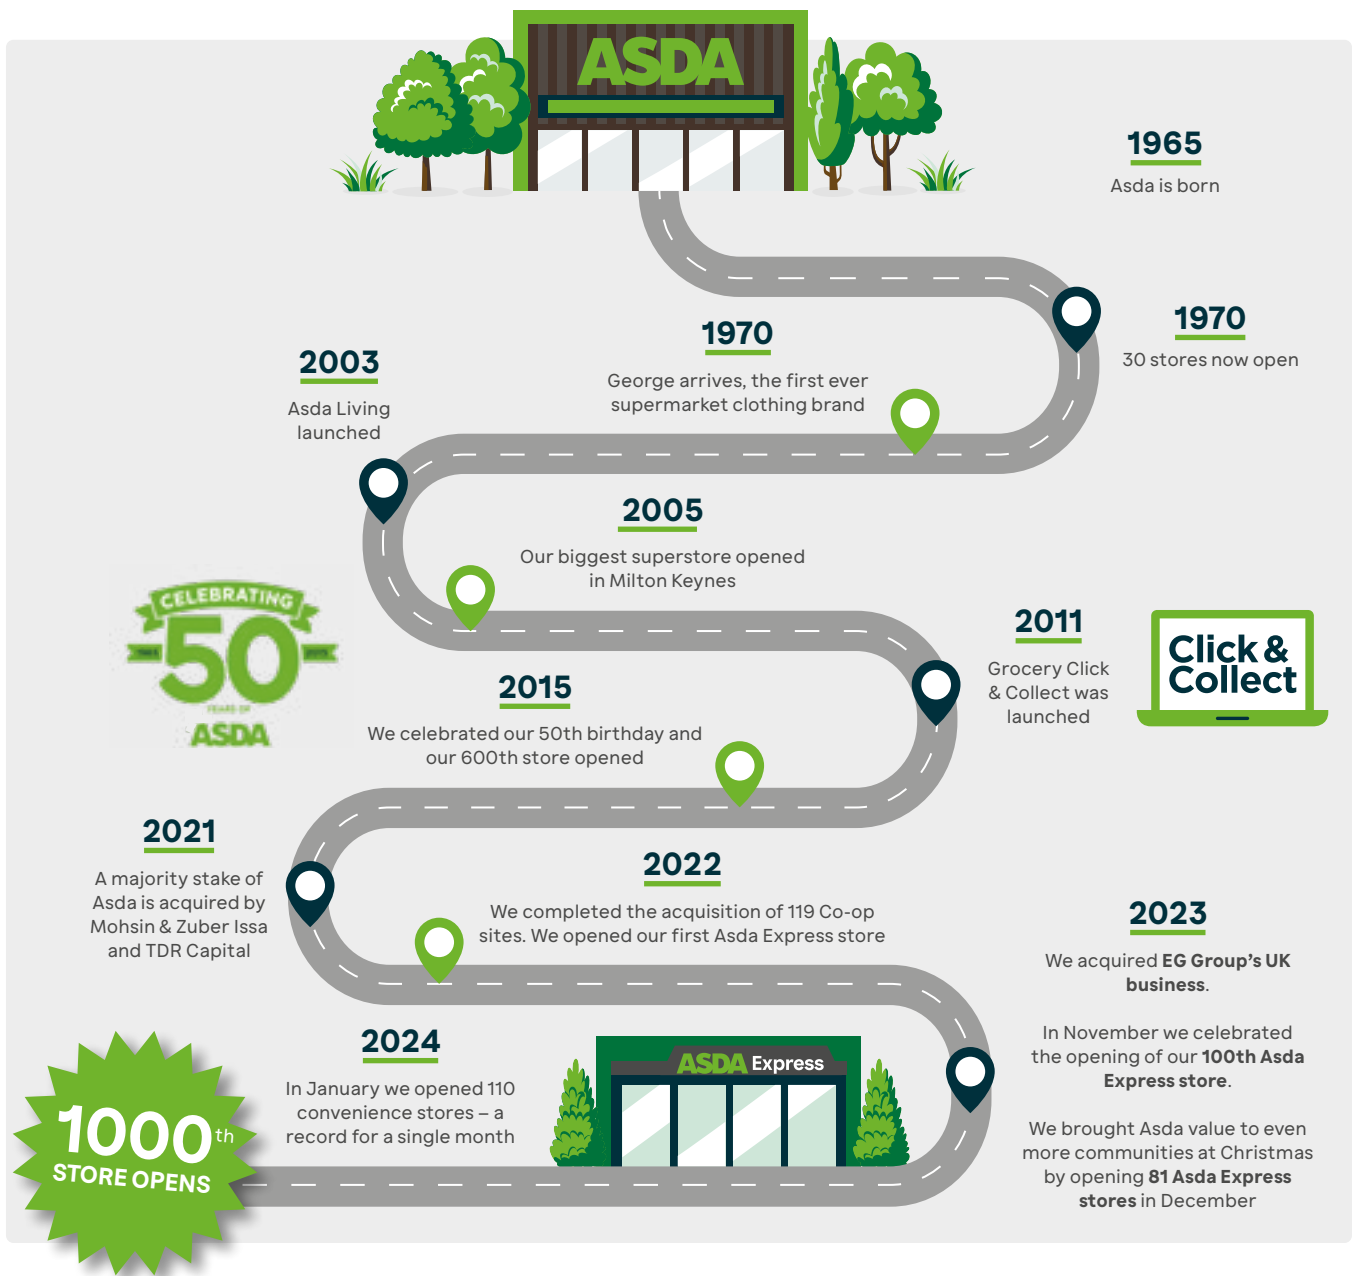 ASDA
1965
Asda is born
1970
30 stores now open
1970
George arrives, the first ever
supermarket clothing brand
2003
Asda Living
launched
2005
Our biggest superstore opened
in Milton Keynes
CELEBRATING
50
YEARS OF
ASDA
2011
Grocery Click
& Collect was
launched
Click &
Collect
2015
We celebrated our 50th birthday and
our 600th store opened
2021
A majority stake of
Asda is acquired by
Mohsin & Zuber Issa
and TDR Capital
2022
We completed the acquisition of 119 Co-op
sites. We opened our first Asda Express store
2023
We acquired EG Group’s UK
business.
In November we celebrated
the opening of our 100th Asda
Express store.
We brought Asda value to even
more communities at Christmas
by opening 81 Asda Express
stores in December
2024
In January we opened 110
convenience stores – a
record for a single month
ASDA Express
1000th
STORE OPENS